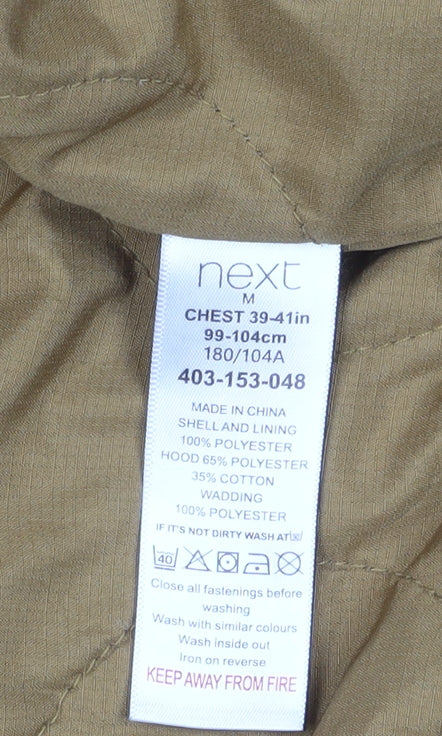 next
M
CHEST 39-41in
99-104cm
180/104A
403-153-048
MADE IN CHINA
SHELL AND LINING
100% POLYESTER
HOOD 65% POLYESTER
35% COTTON
WADDING
100% POLYESTER
IF IT'S NOT DIRTY WASH AT
40
Close all fastenings before
washing
Wash with similar colours
Wash inside out
Iron on reverse
KEEP AWAY FROM FIRE